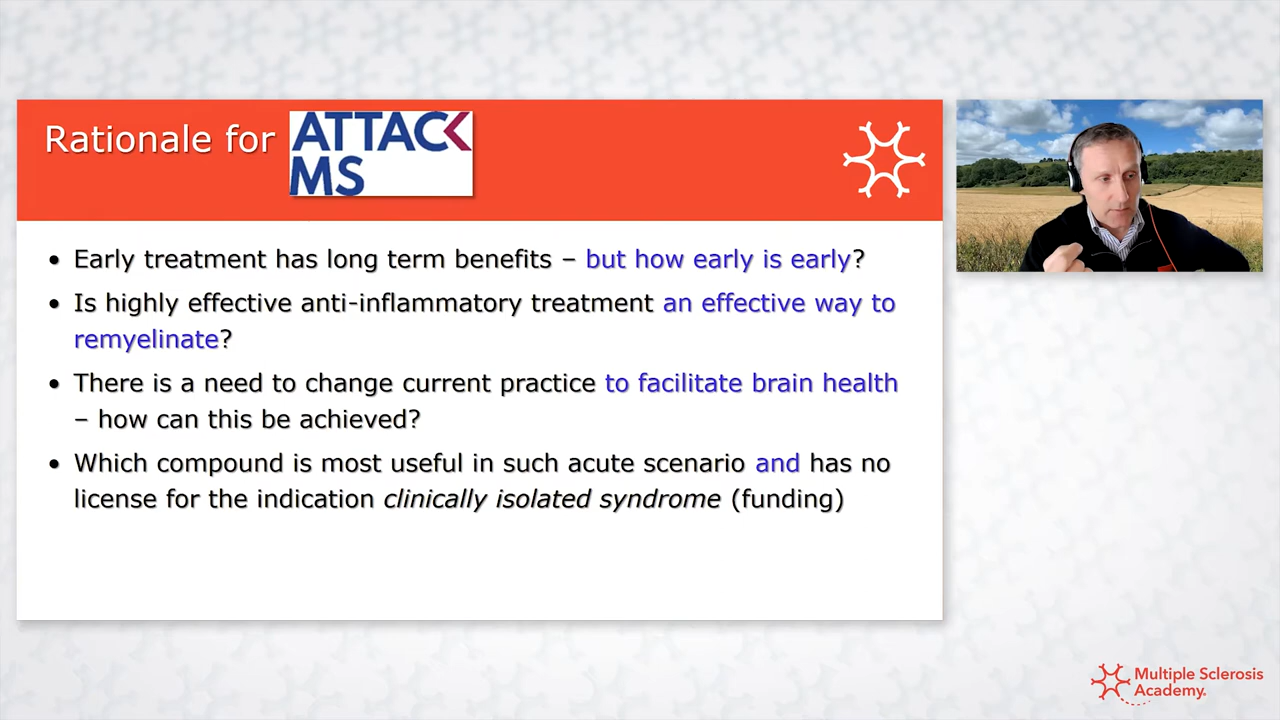 Rationale for ATTACK
MS
• Early treatment has long term benefits – but how early is early?
• Is highly effective anti-inflammatory treatment an effective way to
remyelinate?
• There is a need to change current practice to facilitate brain health
– how can this be achieved?
• Which compound is most useful in such acute scenario and has no
license for the indication clinically isolated syndrome (funding)
Multiple Sclerosis
Academy.